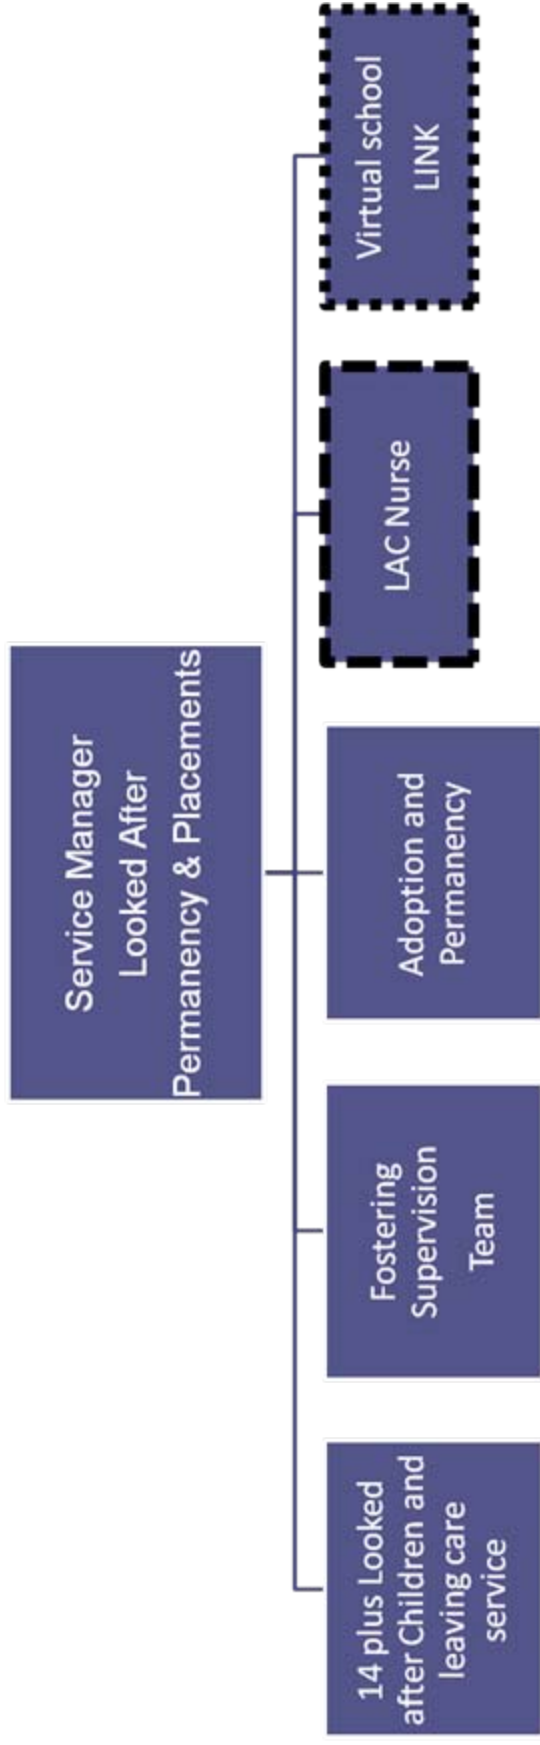 Service Manager
Looked After
Permanency & Placements
14 plus Looked
after Children and
leaving care
service
Fostering
Supervision
Team
Adoption and
Permanency
LAC Nurse
Virtual school
LINK